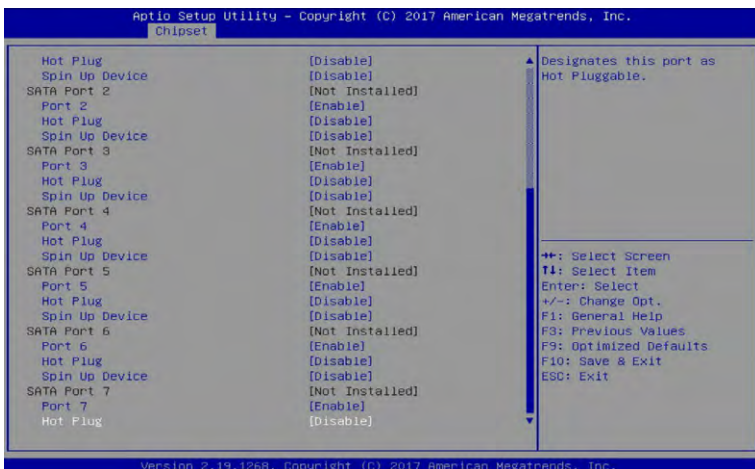 Aptio Setup Utility – Copyright (C) 2017 American Megatrends, Inc.
Chipset
Hot Plug [Disable]
Spin Up Device [Disable]
SATA Port 2 [Not Installed]
Port 2 [Enable]
Hot Plug [Disable]
Spin Up Device [Disable]
SATA Port 3 [Not Installed]
Port 3 [Enable]
Hot Plug [Disable]
Spin Up Device [Disable]
SATA Port 4 [Not Installed]
Port 4 [Enable]
Hot Plug [Disable]
Spin Up Device [Disable]
SATA Port 5 [Not Installed]
Port 5 [Enable]
Hot Plug [Disable]
Spin Up Device [Disable]
SATA Port 6 [Not Installed]
Port 6 [Enable]
Hot Plug [Disable]
Spin Up Device [Disable]
SATA Port 7 [Not Installed]
Port 7 [Enable]
Hot Plug [Disable]
Designates this port as
Hot Pluggable.
→←: Select Screen
↑↓: Select Item
Enter: Select
+/-: Change Opt.
F1: General Help
F3: Previous Values
F9: Optimized Defaults
F10: Save & Exit
ESC: Exit
Version 2.19.1268. Copyright (C) 2017 American Megatrends, Inc.